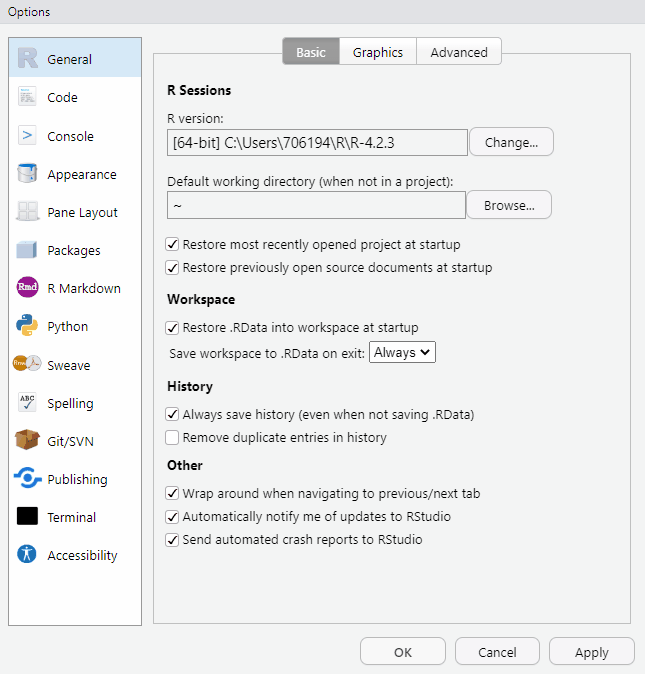 Options
General
Code
Console
Appearance
Pane Layout
Packages
Rmd R Markdown
Python
Rnw Sweave
ABC Spelling
Git/SVN
Publishing
Terminal
Accessibility
Basic Graphics Advanced
R Sessions
R version:
[64-bit] C:\Users\706194\R\R-4.2.3 Change...
Default working directory (when not in a project):
~ Browse...
Restore most recently opened project at startup
Restore previously open source documents at startup
Workspace
Restore .RData into workspace at startup
Save workspace to .RData on exit: Always
History
Always save history (even when not saving .RData)
Remove duplicate entries in history
Other
Wrap around when navigating to previous/next tab
Automatically notify me of updates to RStudio
Send automated crash reports to RStudio
OK Cancel Apply